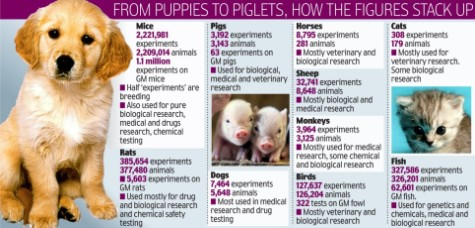 FROM PUPPIES TO PIGLETS, HOW THE FIGURES STACK UP
Mice
2,221,981
experiments
2,209,014 animals
1.1 million
experiments on
GM mice
■ Half 'experiments' are
breeding
■ Also used for pure
biological research,
medical and drugs
research, chemical
testing
Rats
385,654 experiments
377,480 animals
■ 5,603 experiments on
GM rats
■ Used mostly for drug
and biological research
and chemical safety
testing
Pigs
3,192 experiments
3,143 animals
63 experiments on
GM pigs
■ Used for biological,
medical and veterinary
research
Dogs
7,464 experiments
5,648 animals
■ Most used in medical
research and drug
testing
Horses
8,795 experiments
281 animals
■ Mostly veterinary and
biological research
Sheep
32,741 experiments
8,648 animals
■ Mostly biological and
medical research
Monkeys
3,964 experiments
3,125 animals
■ Mostly used for medical
research, some chemical
and biological research
Birds
127,637 experiments
126,204 animals
■ 322 tests on GM fowl
■ Mostly veterinary and
biological research
Cats
308 experiments
179 animals
■ Mostly used for
veterinary research.
Some biological
research
Fish
327,586 experiments
326,201 animals
62,601 experiments on
GM fish.
■ Used for genetics and
chemicals, medical and
biological research